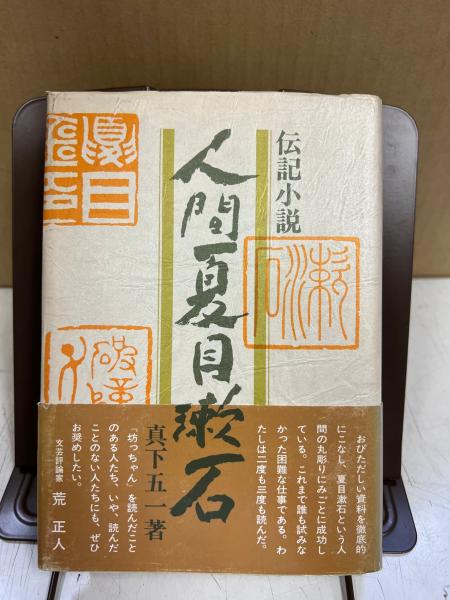 伝記小説
人間夏目漱石
真下五一著
おびただしい資料を徹底的
にこなし、夏目漱石という人
間の丸彫りにみごとに成功し
ている。これまで誰も試みな
かった困難な仕事である。わ
たしは二度も三度も読んだ。
「坊っちゃん」を読んだこと
のある人たち、いや、読んだ
ことのない人たちにも、ぜひ
お奨めしたい。
文芸評論家 荒 正人
漱石
夏目